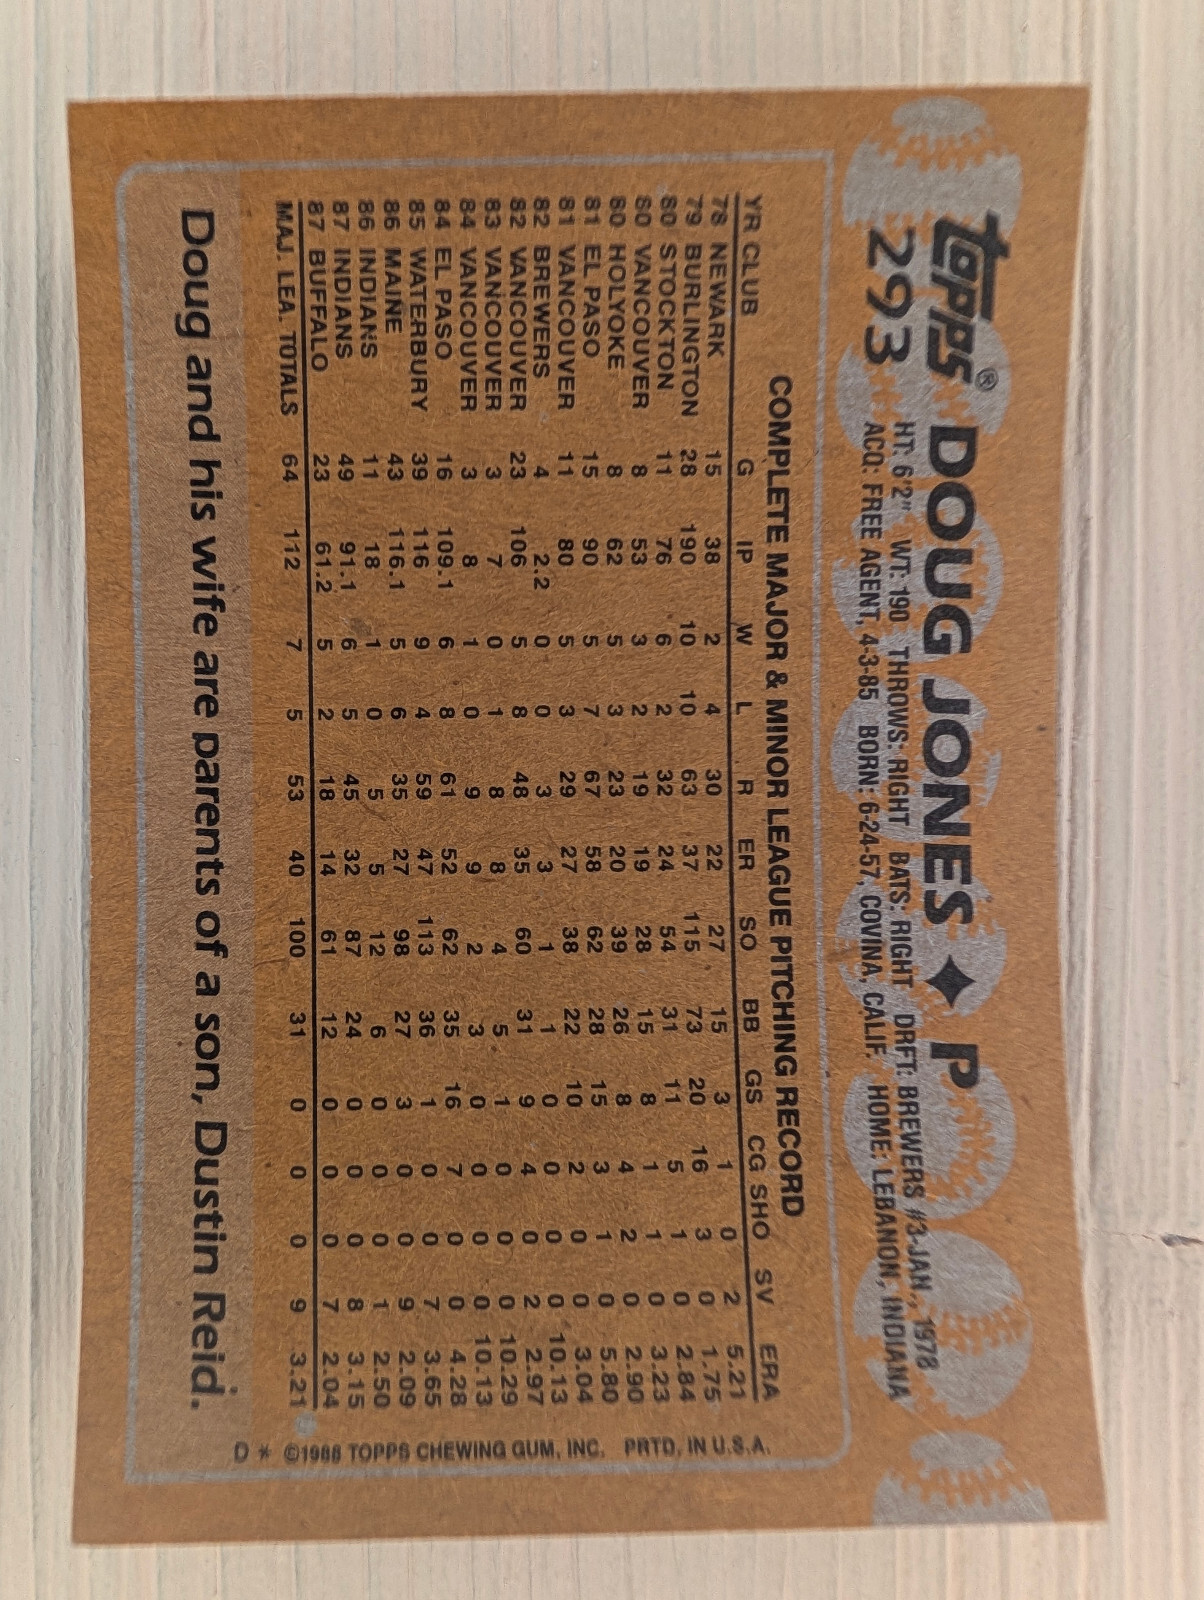 topps®
293
DOUG JONES ✦ P
HT: 6'2" WT: 190 THROWS: RIGHT BATS: RIGHT DRFT: BREWERS #3-JAN., 1978
ACQ: FREE AGENT, 4-3-85 BORN: 6-24-57, COVINA, CALIF. HOME: LEBANON, INDIANA
COMPLETE MAJOR & MINOR LEAGUE PITCHING RECORD
YR CLUB G IP W L R ER SO BB GS CG SHO SV ERA
78 NEWARK 15 38 2 4 30 22 27 15 3 1 0 2 5.21
79 BURLINGTON 28 190 10 10 63 37 115 73 20 16 3 0 1.75
80 STOCKTON 11 76 6 2 32 24 54 31 11 5 1 0 2.84
80 VANCOUVER 8 53 3 2 19 19 28 15 8 1 1 0 3.23
80 HOLYOKE 8 62 5 3 23 20 39 26 8 4 2 0 2.90
81 EL PASO 15 90 5 7 67 58 162 28 15 3 1 0 5.80
81 VANCOUVER 11 80 5 3 29 27 38 22 10 2 0 0 3.04
82 BREWERS 4 2.2 0 0 3 3 1 1 0 0 0 0 10.13
82 VANCOUVER 23 106 5 8 48 35 60 31 9 4 0 2 2.97
83 VANCOUVER 3 7 0 1 8 8 4 5 1 0 0 0 10.29
84 VANCOUVER 3 8 1 0 9 9 2 3 0 0 0 0 10.13
84 EL PASO 16 109.1 6 8 61 52 62 35 16 7 0 0 4.28
85 WATERBURY 39 116 9 4 59 47 113 36 1 0 0 7 3.65
86 MAINE 43 116.1 5 6 35 27 98 27 3 0 0 9 2.09
86 INDIANS 11 18 1 0 5 5 12 6 0 0 0 1 2.50
87 INDIANS 49 91.1 6 5 45 32 87 24 0 0 0 8 3.15
87 BUFFALO 23 61.2 5 2 18 14 61 12 0 0 0 7 2.04
MAJ. LEA. TOTALS 64 112 7 5 53 40 100 31 0 0 0 9 3.21
Doug and his wife are parents of a son, Dustin Reid.
D * ©1988 TOPPS CHEWING GUM, INC. PRTD. IN U.S.A.